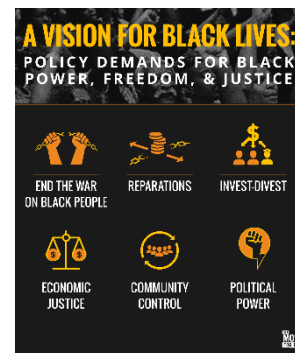 A VISION FOR BLACK LIVES:
POLICY DEMANDS FOR BLACK
POWER, FREEDOM, & JUSTICE
END THE WAR
ON BLACK PEOPLE
REPARATIONS
INVEST-DIVEST
ECONOMIC
JUSTICE
COMMUNITY
CONTROL
POLITICAL
POWER